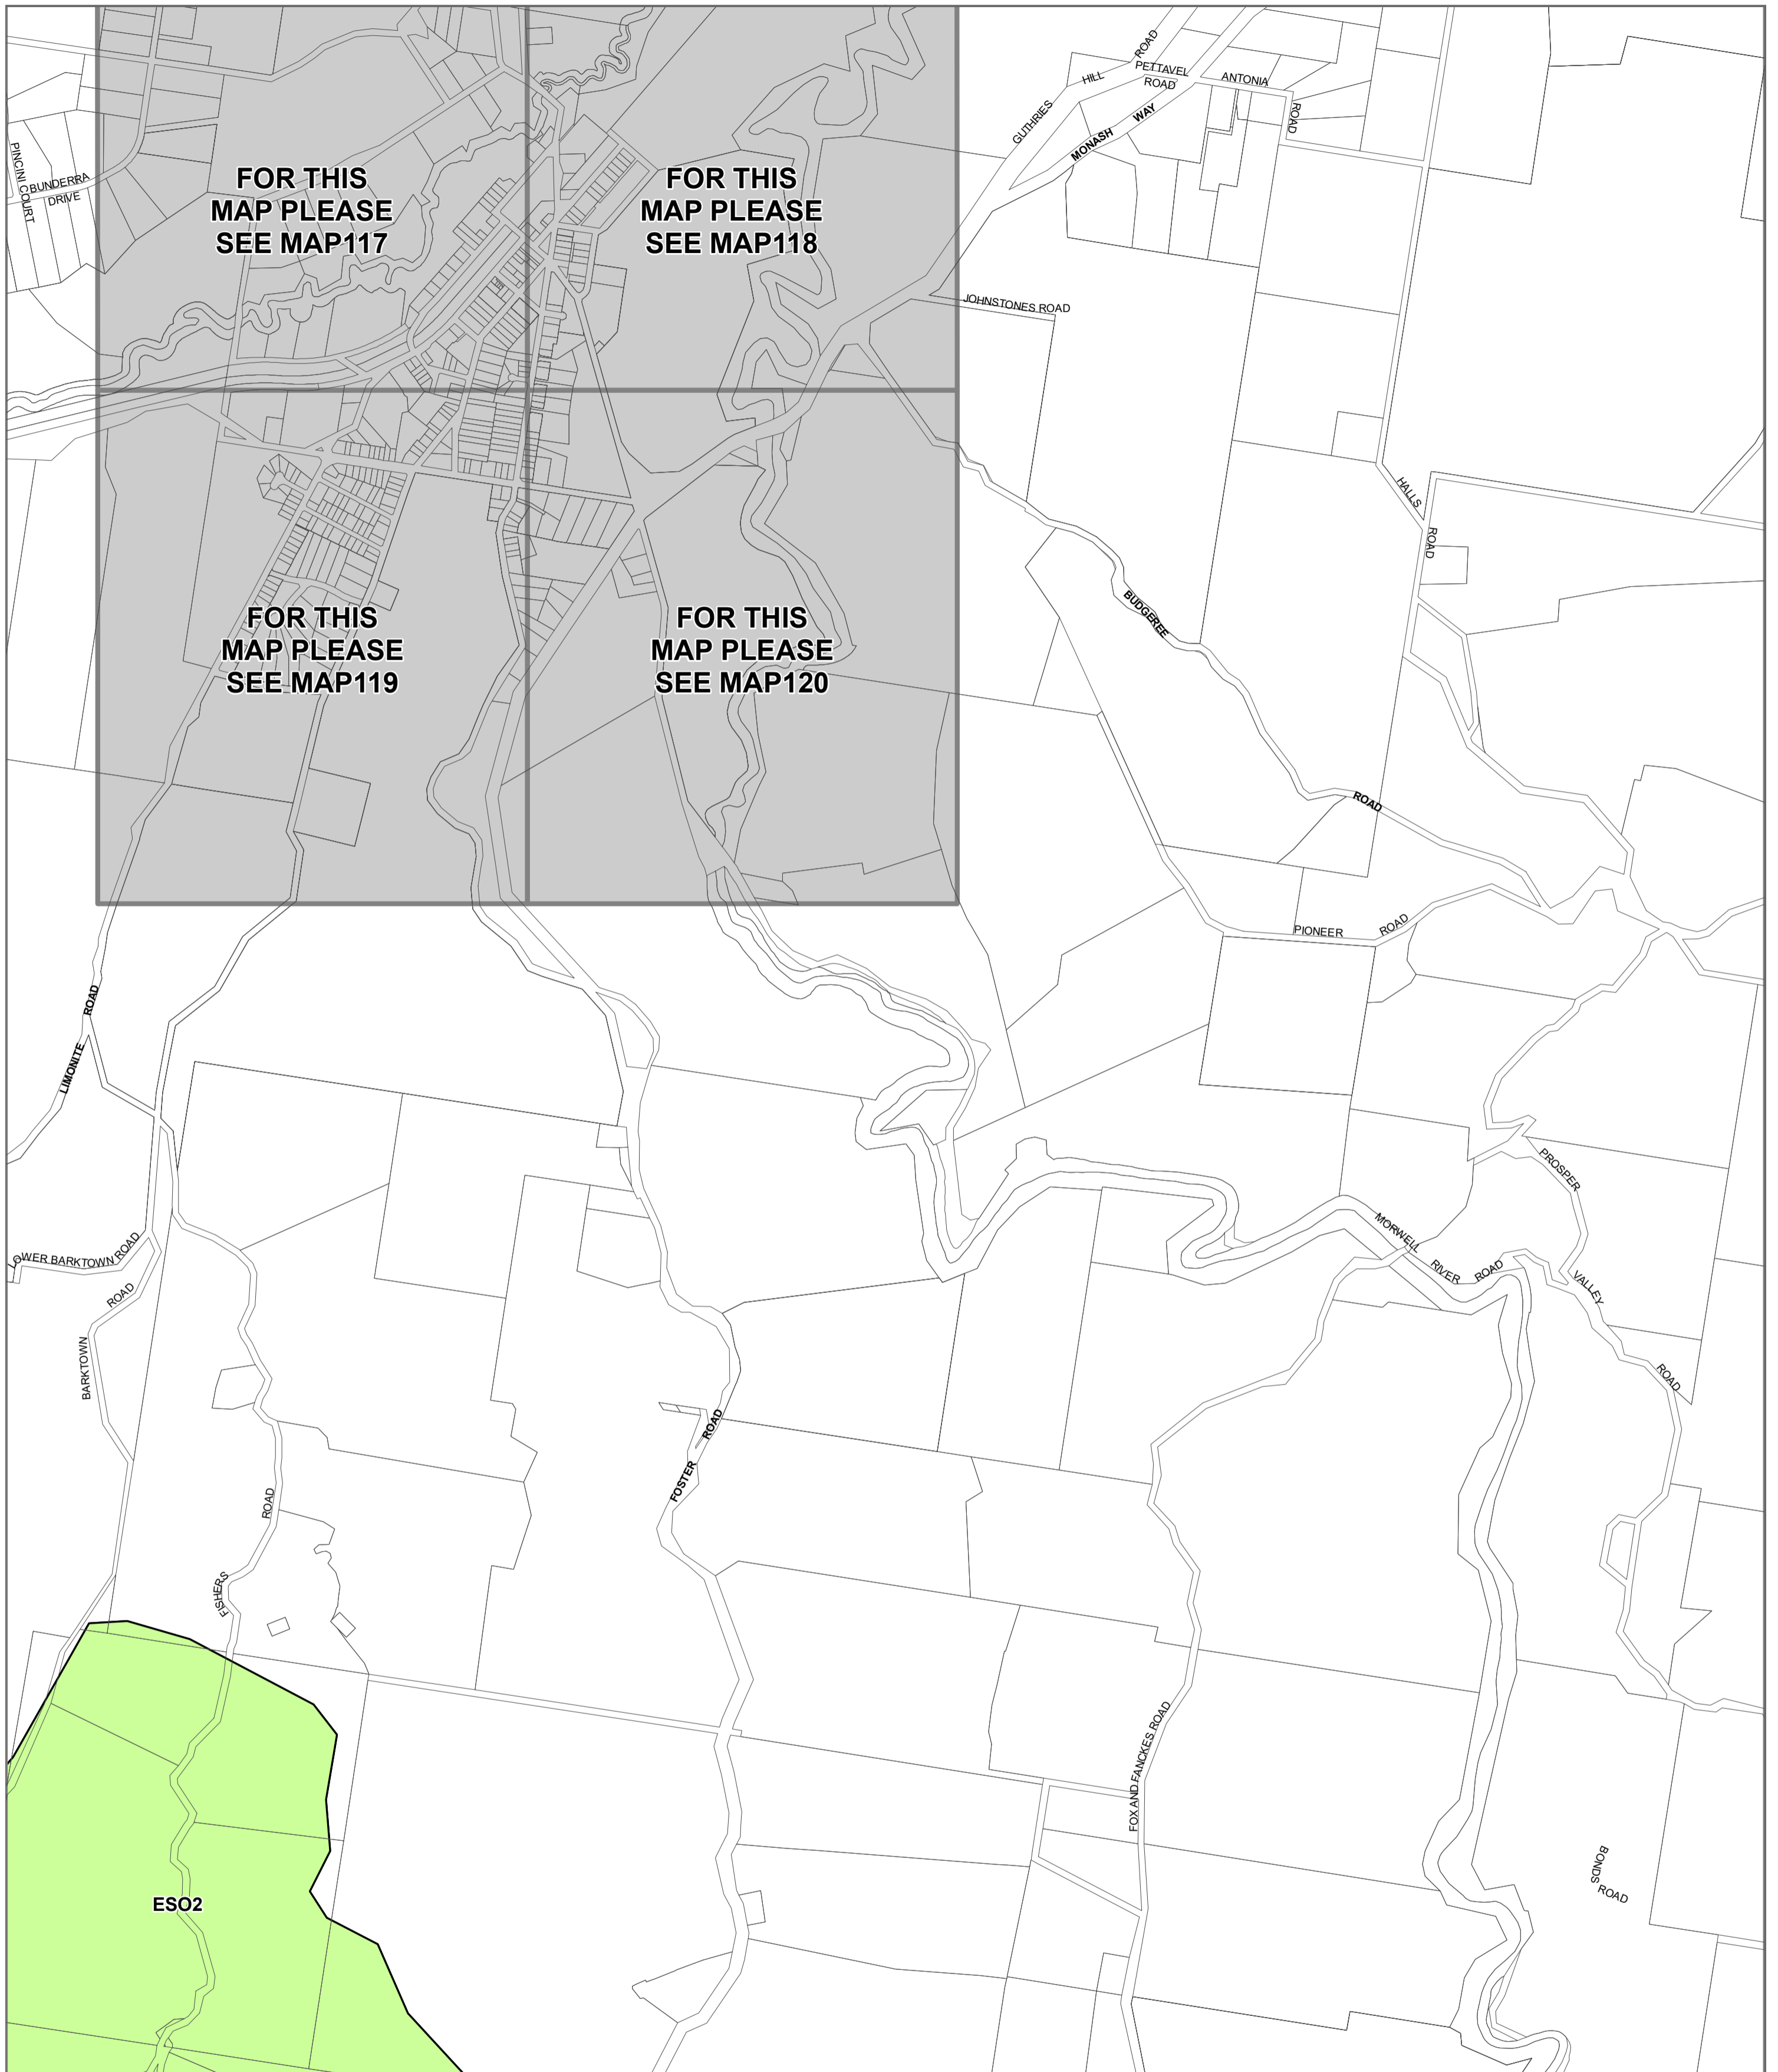 ROAD
HILL
PETTAVEL
ROAD
ANTONIA
ROAD
GUTHRIES
MONASH WAY
PINCINI COURT
BUNDERRA
DRIVE
FOR THIS
MAP PLEASE
SEE MAP117
FOR THIS
MAP PLEASE
SEE MAP118
JOHNSTONES ROAD
HALLS
ROAD
BUDGEREE
ROAD
FOR THIS
MAP PLEASE
SEE MAP119
FOR THIS
MAP PLEASE
SEE MAP120
PIONEER ROAD
ROAD
LIMONITE
PROSPER
VALLEY
ROAD
MORWELL
RIVER
ROAD
LOWER BARKTOWN ROAD
ROAD
BARKTOWN
ROAD
FOSTER
ROAD
FISHERS
FOX AND FANCKES ROAD
BONDS
ROAD
ESO2